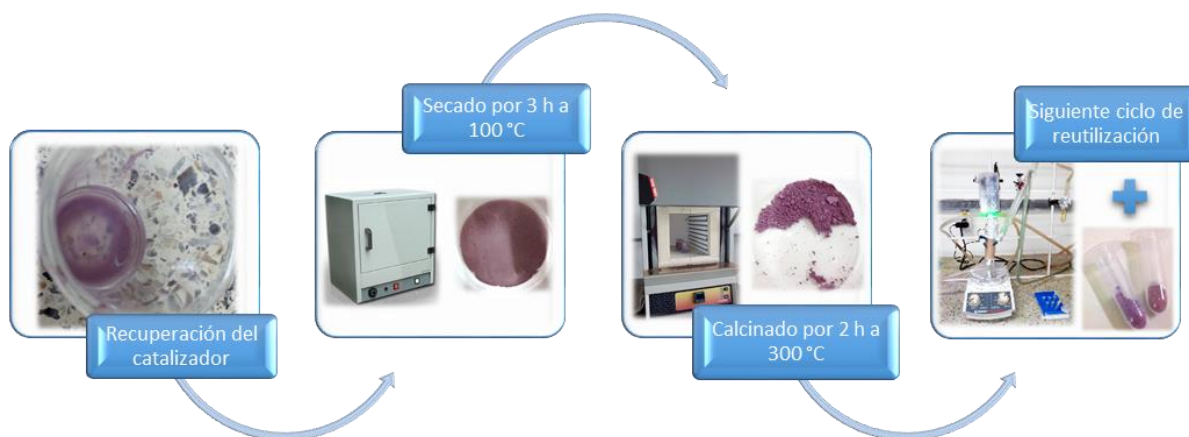 Recuperación del
catalizador
Secado por 3 h a
100 °C
Calcinado por 2 h a
300 °C
Siguiente ciclo de
reutilización